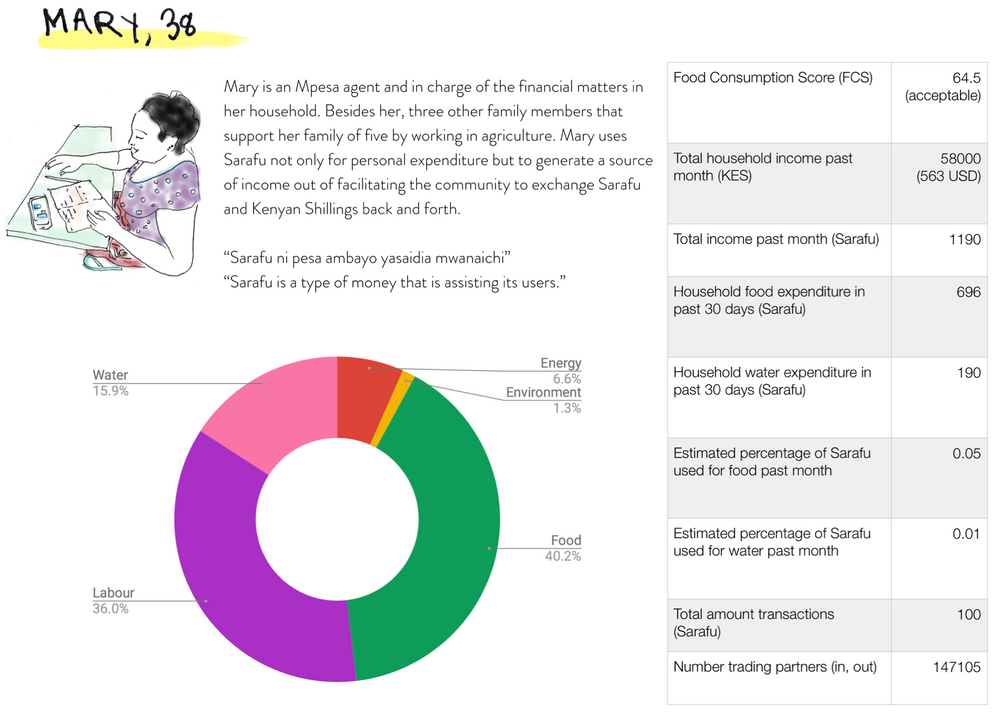 MARY, 38
Mary is an Mpesa agent and in charge of the financial matters in
her household. Besides her, three other family members that
support her family of five by working in agriculture. Mary uses
Sarafu not only for personal expenditure but to generate a source
of income out of facilitating the community to exchange Sarafu
and Kenyan Shillings back and forth.
“Sarafu ni pesa ambayo yasaidia mwanaichi”
“Sarafu is a type of money that is assisting its users.”
Water
15.9%
Energy
6.6%
Environment
1.3%
Food
40.2%
Labour
36.0%
Food Consumption Score (FCS) 64.5
(acceptable)
Total household income past 58000
month (KES) (563 USD)
Total income past month (Sarafu) 1190
Household food expenditure in 696
past 30 days (Sarafu)
Household water expenditure in 190
past 30 days (Sarafu)
Estimated percentage of Sarafu 0.05
used for food past month
Estimated percentage of Sarafu 0.01
used for water past month
Total amount transactions 100
(Sarafu)
Number trading partners (in, out) 147105